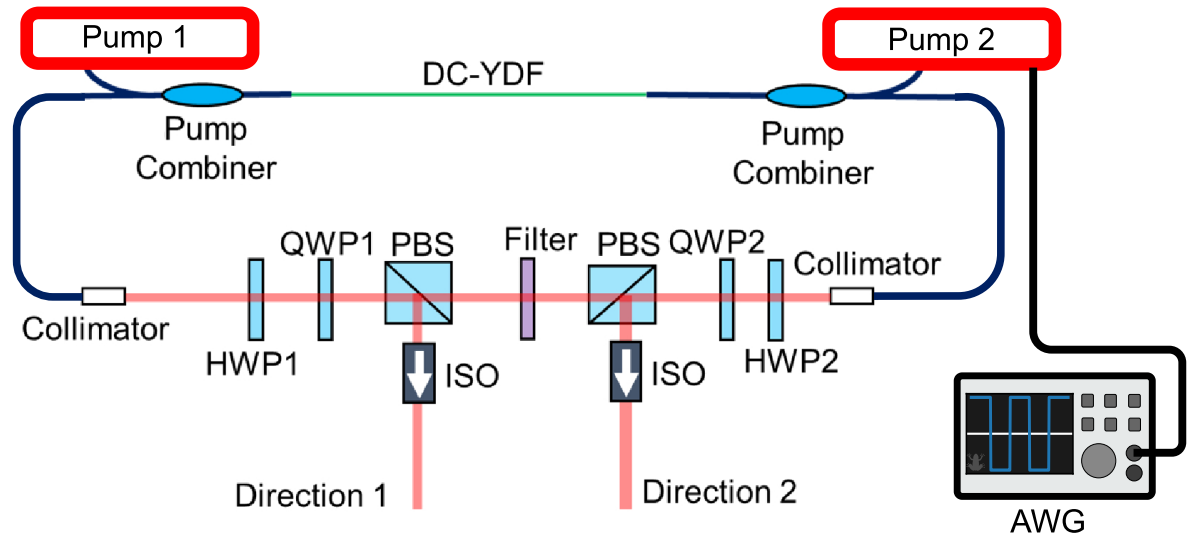 Pump 1
Pump 2
DC-YDF
Pump
Combiner
Pump
Combiner
QWP1
PBS
Filter
PBS
QWP2
Collimator
Collimator
HWP1
HWP2
ISO
ISO
Direction 1
Direction 2
AWG